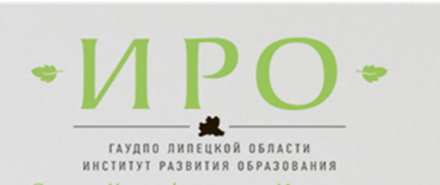 ИРО
ГАУДПО ЛИПЕЦКОЙ ОБЛАСТИ
ИНСТИТУТ РАЗВИТИЯ ОБРАЗОВАНИЯ